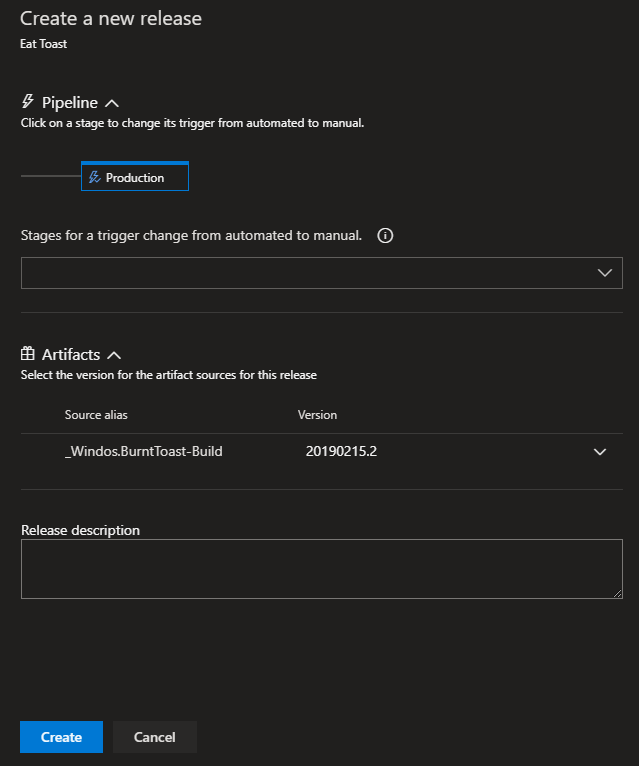 Create a new release
Eat Toast
Pipeline
Click on a stage to change its trigger from automated to manual.
Production
Stages for a trigger change from automated to manual.
Artifacts
Select the version for the artifact sources for this release
Source alias Version
_Windos.BurntToast-Build 20190215.2
Release description
Create Cancel